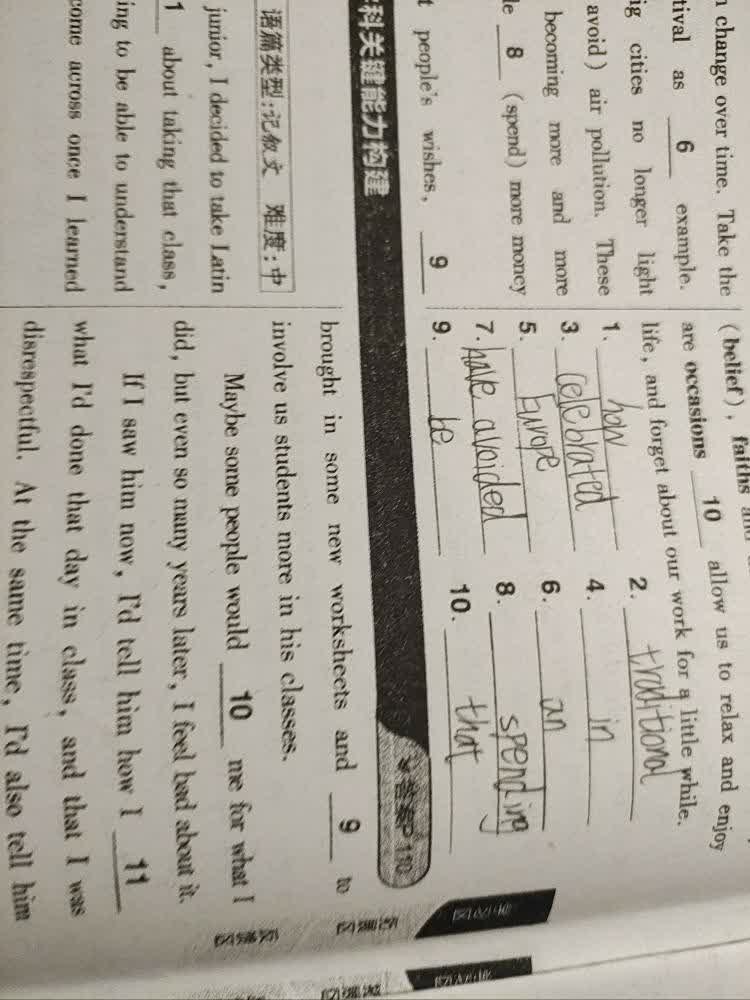 change over time. Take the
tival as 6 example.
ig cities no longer light
avoid) air pollution. These
becoming more and more
le 8 (spend) more money
t people's wishes, 9
(belief), faiths and
are occasions 10 allow us to relax and enjoy
life, and forget about our work for a little while.
1. how 2. traditional
3. celebrated 4. in
5. Europe 6. an
7. have avoided 8. spending
9. be 10. that
科关键能力构建 答案P 110
语篇类型:记叙文 难度:中
junior, I decided to take Latin
1 about taking that class,
ing to be able to understand
come across once I learned
brought in some new worksheets and 9 to
involve us students more in his classes.
Maybe some people would 10 me for what I
did, but even so many years later, I feel bad about it.
If I saw him now, I'd tell him how I 11
what I'd done that day in class, and that I was
disrespectful. At the same time, I'd also tell him